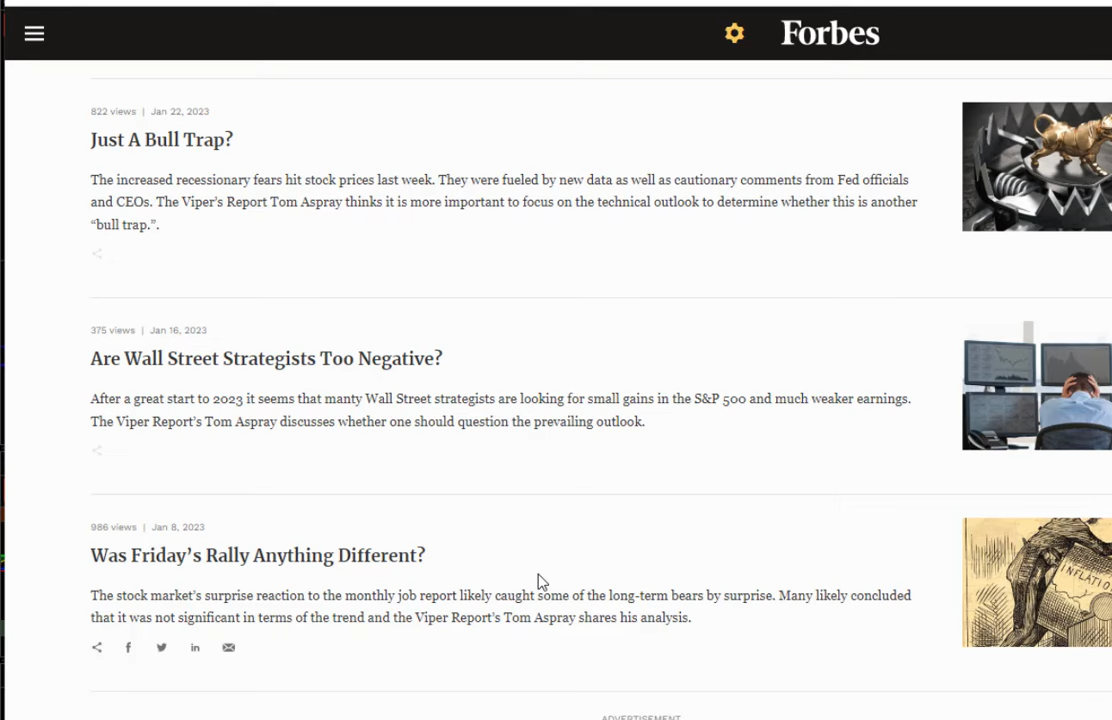 Forbes
822 views | Jan 22, 2023
Just A Bull Trap?
The increased recessionary fears hit stock prices last week. They were fueled by new data as well as cautionary comments from Fed officials
and CEOs. The Viper's Report Tom Aspray thinks it is more important to focus on the technical outlook to determine whether this is another
“bull trap.”.
375 views | Jan 16, 2023
Are Wall Street Strategists Too Negative?
After a great start to 2023 it seems that manty Wall Street strategists are looking for small gains in the S&P 500 and much weaker earnings.
The Viper Report's Tom Aspray discusses whether one should question the prevailing outlook.
986 views | Jan 8, 2023
Was Friday's Rally Anything Different?
The stock market's surprise reaction to the monthly job report likely caught some of the long-term bears by surprise. Many likely concluded
that it was not significant in terms of the trend and the Viper Report's Tom Aspray shares his analysis.
INFLATIO
ADVERTISEMENT